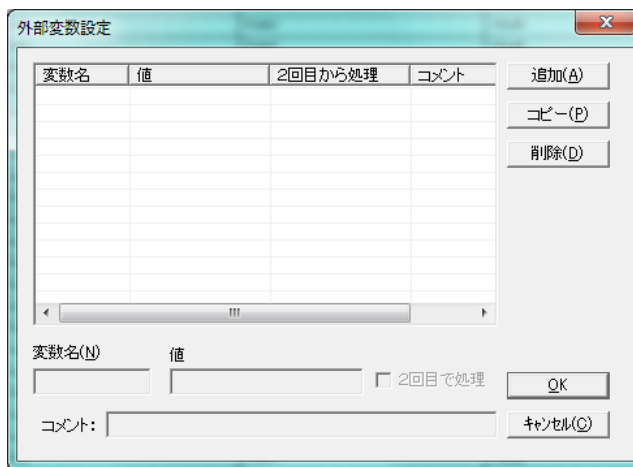 外部変数設定
変数名 値 2回目から処理 コメント
追加(A)
コピー(P)
削除(D)
変数名(N) 値
2回目で処理
OK
コメント:
キャンセル(C)